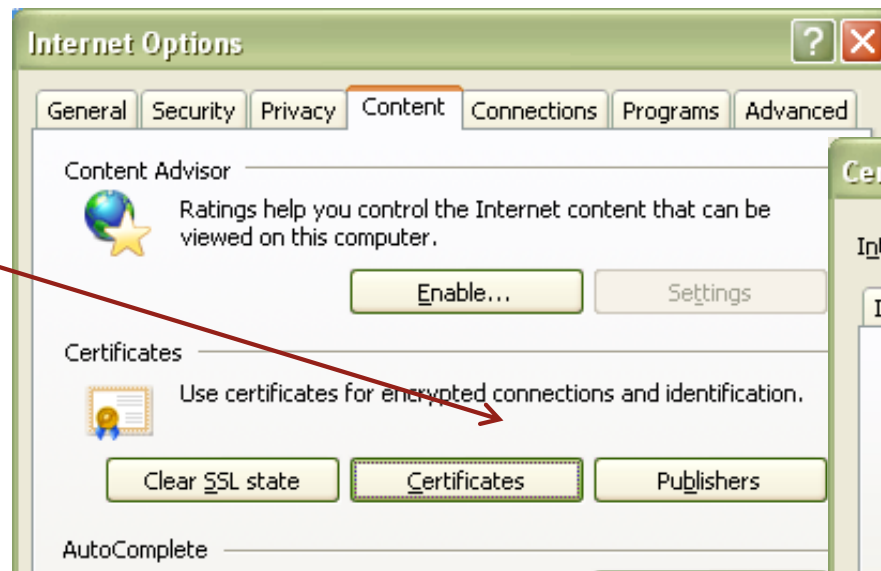 Internet Options
General Security Privacy Content Connections Programs Advanced
Content Advisor
Ratings help you control the Internet content that can be
viewed on this computer.
Enable... Settings
Certificates
Use certificates for encrypted connections and identification.
Clear SSL state Certificates Publishers
AutoComplete